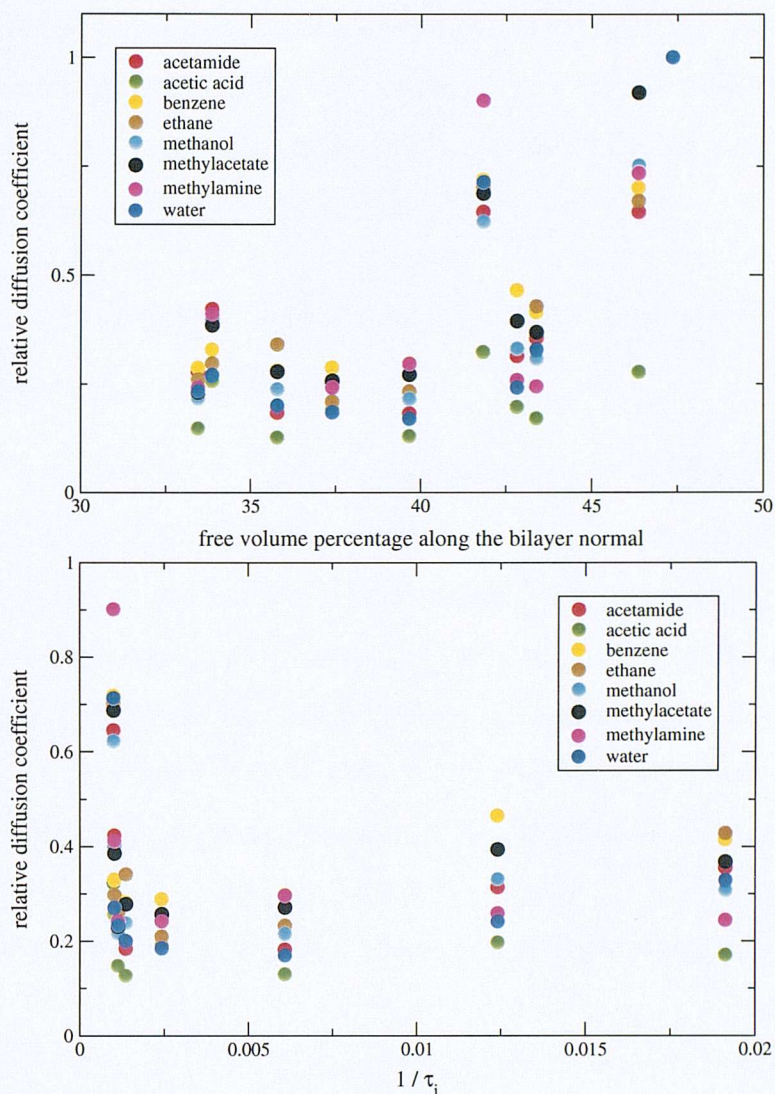 1
acetamide
acetic acid
benzene
ethane
methanol
methylacetate
methylamine
water
relative diffusion coefficient
0.5
0
30
35
40
45
50
free volume percentage along the bilayer normal
1
acetamide
acetic acid
benzene
ethane
methanol
methylacetate
methylamine
water
0.8
relative diffusion coefficient
0.6
0.4
0.2
0
0
0.005
0.01
0.015
0.02
1 / τi